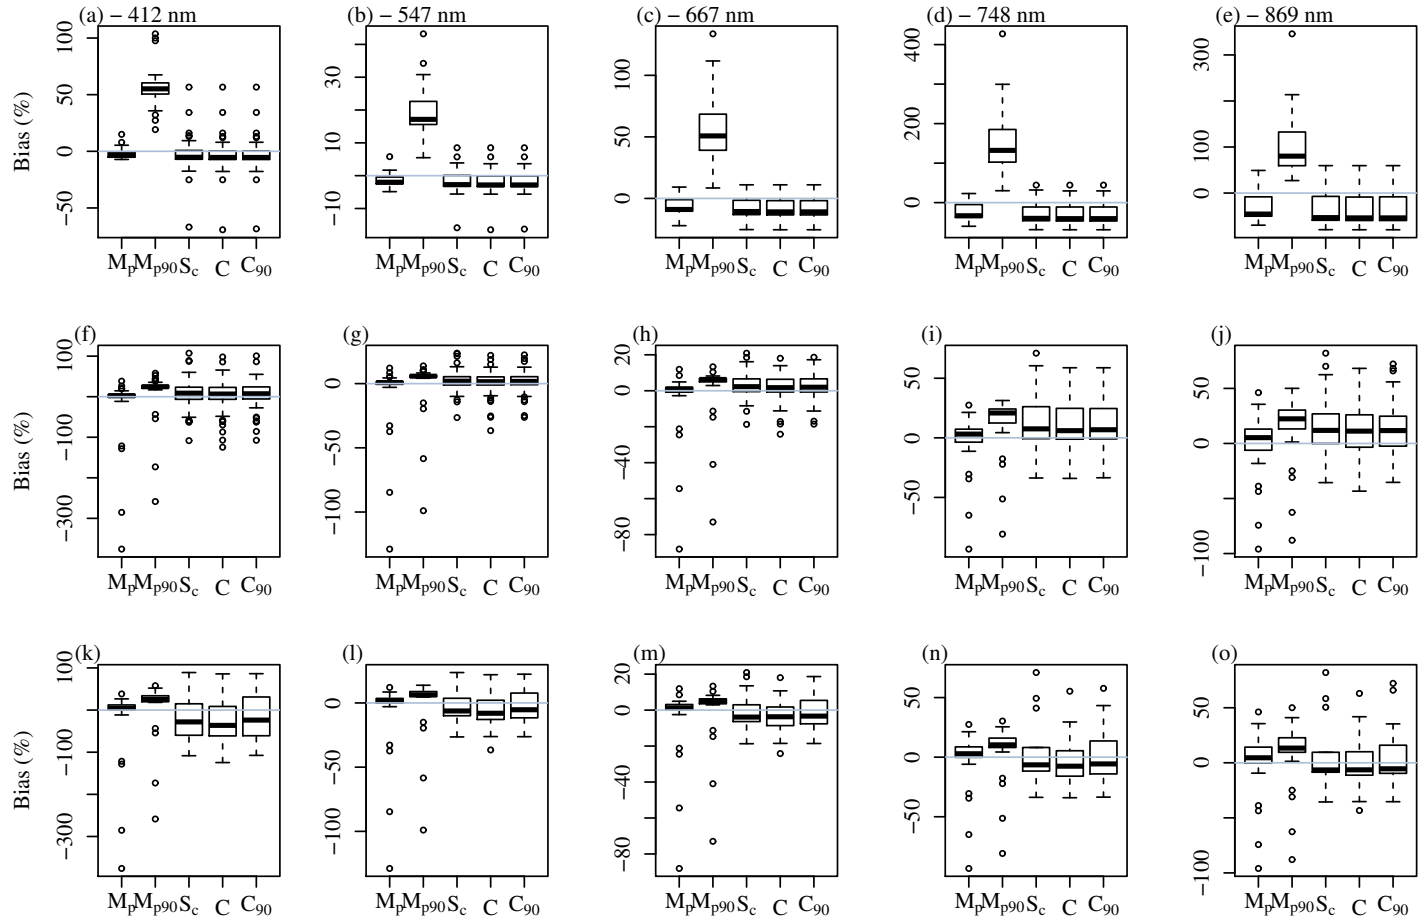 (a) − 412 nm
(b) − 547 nm
(c) − 667 nm
(d) − 748 nm
(e) − 869 nm
Bias (%)
100
50
0
−50
30
10
−10
100
50
0
400
200
0
300
100
0
Mp Mp90 Sc C C90
Mp Mp90 Sc C C90
Mp Mp90 Sc C C90
Mp Mp90 Sc C C90
Mp Mp90 Sc C C90
(f)
(g)
(h)
(i)
(j)
Bias (%)
100
−100
−300
0
−50
−100
20
0
−40
−80
50
0
−50
50
0
−100
Mp Mp90 Sc C C90
Mp Mp90 Sc C C90
Mp Mp90 Sc C C90
Mp Mp90 Sc C C90
Mp Mp90 Sc C C90
(k)
(l)
(m)
(n)
(o)
Bias (%)
100
−100
−300
0
−50
−100
20
0
−40
−80
50
0
−50
50
0
−100
Mp Mp90 Sc C C90
Mp Mp90 Sc C C90
Mp Mp90 Sc C C90
Mp Mp90 Sc C C90
Mp Mp90 Sc C C90